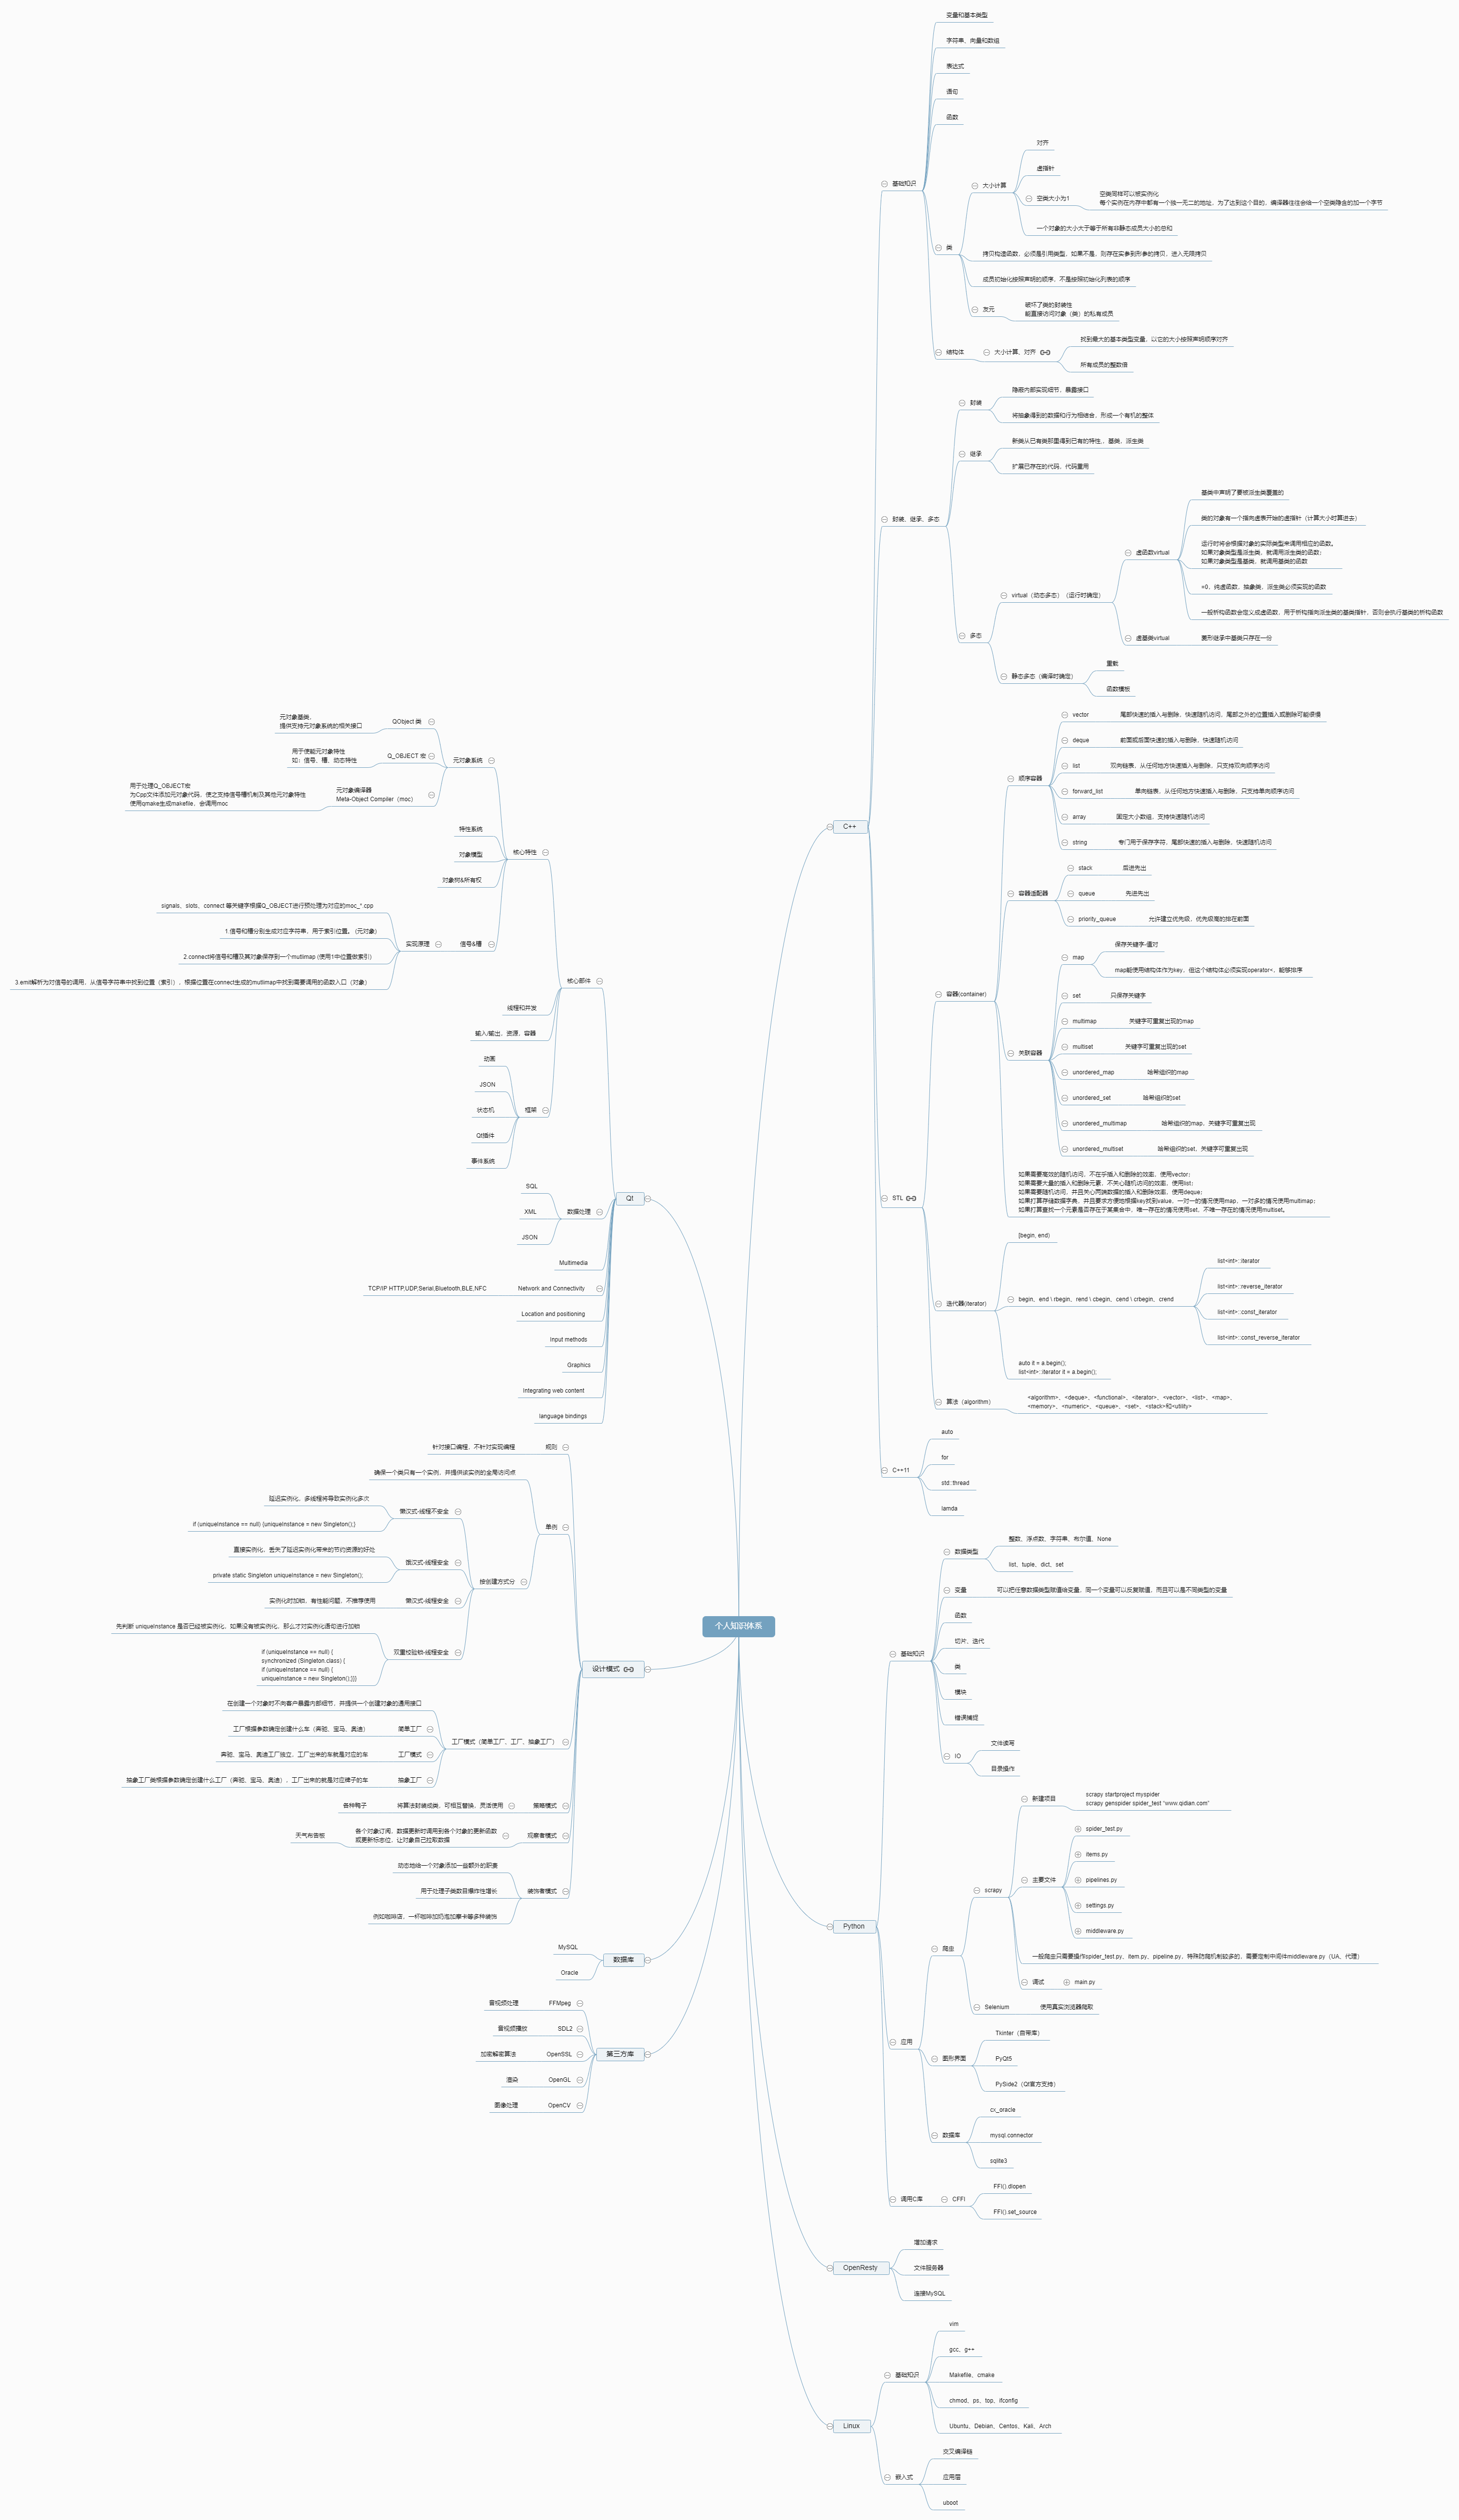 个人知识体系
C++
基础知识
变量和基本类型
字符串、向量和数组
表达式
语句
函数
类
大小计算
对齐
虚指针
空类大小为1
空类同样可以被实例化
每个实例在内存中都有一个独一无二的地址，为了达到这个目的，编译器往往会给一个空类隐含的加一个字节
一个对象的大小大于等于所有非静态成员大小的总和
拷贝构造函数，必须是引用类型，如果不是，则存在实参到形参的拷贝，进入无限拷贝
成员初始化按照声明的顺序，不是按照初始化列表的顺序
友元
破坏了类的封装性
能直接访问对象（类）的私有成员
结构体
大小计算、对齐
找到最大的基本类型变量，以它的大小按照声明顺序对齐
所有成员的整数倍
封装、继承、多态
封装
隐藏内部实现细节，暴露接口
将抽象得到的数据和行为相结合，形成一个有机的整体
继承
新类从已有类那里得到已有的特性,，基类，派生类
扩展已存在的代码，代码重用
多态
virtual（动态多态）（运行时确定）
虚函数virtual
基类中声明了要被派生类覆盖的
类的对象有一个指向虚表开始的虚指针（计算大小时算进去）
运行时将会根据对象的实际类型来调用相应的函数。
如果对象类型是派生类，就调用派生类的函数；
如果对象类型是基类，就调用基类的函数
=0，纯虚函数，抽象类，派生类必须实现的函数
一般析构函数会定义成虚函数，用于析构指向派生类的基类指针，否则会执行基类的析构函数
虚基类virtual
菱形继承中基类只存在一份
静态多态（编译时确定）
重载
函数模板
STL
容器(container)
顺序容器
vector
尾部快速的插入与删除，快速随机访问，尾部之外的位置插入或删除可能很慢
deque
前面或后面快速的插入与删除，快速随机访问
list
双向链表，从任何地方快速插入与删除，只支持双向顺序访问
forward_list
单向链表，从任何地方快速插入与删除，只支持单向顺序访问
array
固定大小数组，支持快速随机访问
string
专门用于保存字符，尾部快速的插入与删除，快速随机访问
容器适配器
stack
后进先出
queue
先进先出
priority_queue
允许建立优先级，优先级高的排在前面
关联容器
map
保存关键字-值对
map能使用结构体作为key，但这个结构体必须实现operator<，能够排序
set
只保存关键字
multimap
关键字可重复出现的map
multiset
关键字可重复出现的set
unordered_map
哈希组织的map
unordered_set
哈希组织的set
unordered_multimap
哈希组织的map，关键字可重复出现
unordered_multiset
哈希组织的set，关键字可重复出现
如果需要高效的随机访问，不在乎插入和删除的效率，使用vector；
如果需要大量的插入和删除元素，不关心随机访问的效率，使用list；
如果需要随机访问，并且关心两端数据的插入和删除效率，使用deque；
如果打算存储数据字典，并且要求方便地根据key找到value，一对一的情况使用map，一对多的情况使用multimap；
如果打算查找一个元素是否存在于某集合中，唯一存在的情况使用set，不唯一存在的情况使用multiset。
迭代器(iterator)
[begin, end)
begin、end \ rbegin、rend \ cbegin、cend \ crbegin、crend
list<int>::iterator
list<int>::reverse_iterator
list<int>::const_iterator
list<int>::const_reverse_iterator
auto it = a.begin();
list<int>::iterator it = a.begin();
算法（algorithm）
<algorithm>、<deque>、<functional>、<iterator>、<vector>、<list>、<map>、
<memory>、<numeric>、<queue>、<set>、<stack>和<utility>
C++11
auto
for
std::thread
lamda
Python
基础知识
数据类型
整数、浮点数、字符串、布尔值、None
list、tuple、dict、set
变量
可以把任意数据类型赋值给变量，同一个变量可以反复赋值，而且可以是不同类型的变量
函数
切片、迭代
类
模块
错误捕捉
IO
文件读写
目录操作
应用
爬虫
scrapy
新建项目
scrapy startproject myspider
scrapy genspider spider_test "www.qidian.com"
主要文件
spider_test.py
items.py
pipelines.py
settings.py
middleware.py
一般爬虫只需要操作spider_test.py、item.py、pipeline.py，特殊防爬机制较多的，需要定制中间件middleware.py（UA、代理）
调试
main.py
Selenium
使用真实浏览器爬取
图形界面
Tkinter（自带库）
PyQt5
PySide2（Qt官方支持）
数据库
cx_oracle
mysql.connector
sqlite3
调用C库
CFFI
FFI().dlopen
FFI().set_source
OpenResty
增加请求
文件服务器
连接MySQL
Linux
基础知识
vim
gcc、g++
Makefile、cmake
chmod、ps、top、ifconfig
Ubuntu、Debian、Centos、Kali、Arch
嵌入式
交叉编译链
应用层
uboot
Qt
核心部件
核心特性
元对象系统
QObject 类
元对象基类，
提供支持元对象系统的相关接口
Q_OBJECT 宏
用于使能元对象特性
如：信号、槽、动态特性
元对象编译器
Meta-Object Compiler（moc）
用于处理Q_OBJECT宏
为Cpp文件添加元对象代码，使之支持信号槽机制及其他元对象特性
使用qmake生成makefile，会调用moc
特性系统
对象模型
对象树&所有权
信号&槽
实现原理
signals、slots、connect 等关键字根据Q_OBJECT进行预处理为对应的moc_*.cpp
1.信号和槽分别生成对应字符串，用于索引位置。 (元对象)
2.connect将信号和槽及其对象保存到一个mutlimap (使用1中位置做索引)
3 emit解析为对信号的调用，从信号字符串中找到位置（索引），根据位置在connect生成的mutlimap中找到需要调用的函数入口（对象）
线程和并发
输入/输出、资源、容器
框架
动画
JSON
状态机
Qt插件
事件系统
数据处理
SQL
XML
JSON
Multimedia
Network and Connectivity
TCP/IP HTTP,UDP,Serial,Bluetooth,BLE,NFC
Location and positioning
Input methods
Graphics
Integrating web content
language bindings
设计模式
规则
针对接口编程，不针对实现编程
单例
确保一个类只有一个实例，并提供该实例的全局访问点
按创建方式分
懒汉式-线程不安全
延迟实例化，多线程将导致实例化多次
if (uniqueInstance == null) {uniqueInstance = new Singleton();}
饿汉式-线程安全
直接实例化，丢失了延迟实例化带来的节约资源的好处
private static Singleton uniqueInstance = new Singleton();
懒汉式-线程安全
实例化时加锁，有性能问题，不推荐使用
双重校验锁-线程安全
先判断 uniqueInstance 是否已经被实例化，如果没有被实例化，那么才对实例化语句进行加锁
if (uniqueInstance == null) {
synchronized (Singleton.class) {
if (uniqueInstance == null) {
uniqueInstance = new Singleton();}}}
工厂模式（简单工厂、工厂、抽象工厂）
在创建一个对象时不向客户暴露内部细节，并提供一个创建对象的通用接口
简单工厂
工厂根据参数确定创建什么车（奔驰、宝马、奥迪）
工厂模式
奔驰、宝马、奥迪工厂独立，工厂出来的车就是对应的车
抽象工厂
抽象工厂类根据参数确定创建什么工厂（奔驰、宝马、奥迪），工厂出来的就是对应牌子的车
策略模式
将算法封装成类，可相互替换，灵活使用
各种鸭子
观察者模式
各个对象订阅，数据更新时调用到各个对象的更新函数
或更新标志位，让对象自己拉取数据
天气布告板
装饰者模式
动态地给一个对象添加一些额外的职责
用于处理子类数目爆炸性增长
例如咖啡店，一杯咖啡加奶泡加摩卡等多种装饰
数据库
MySQL
Oracle
第三方库
FFMpeg
音视频处理
SDL2
音视频播放
OpenSSL
加密解密算法
OpenGL
渲染
OpenCV
图像处理